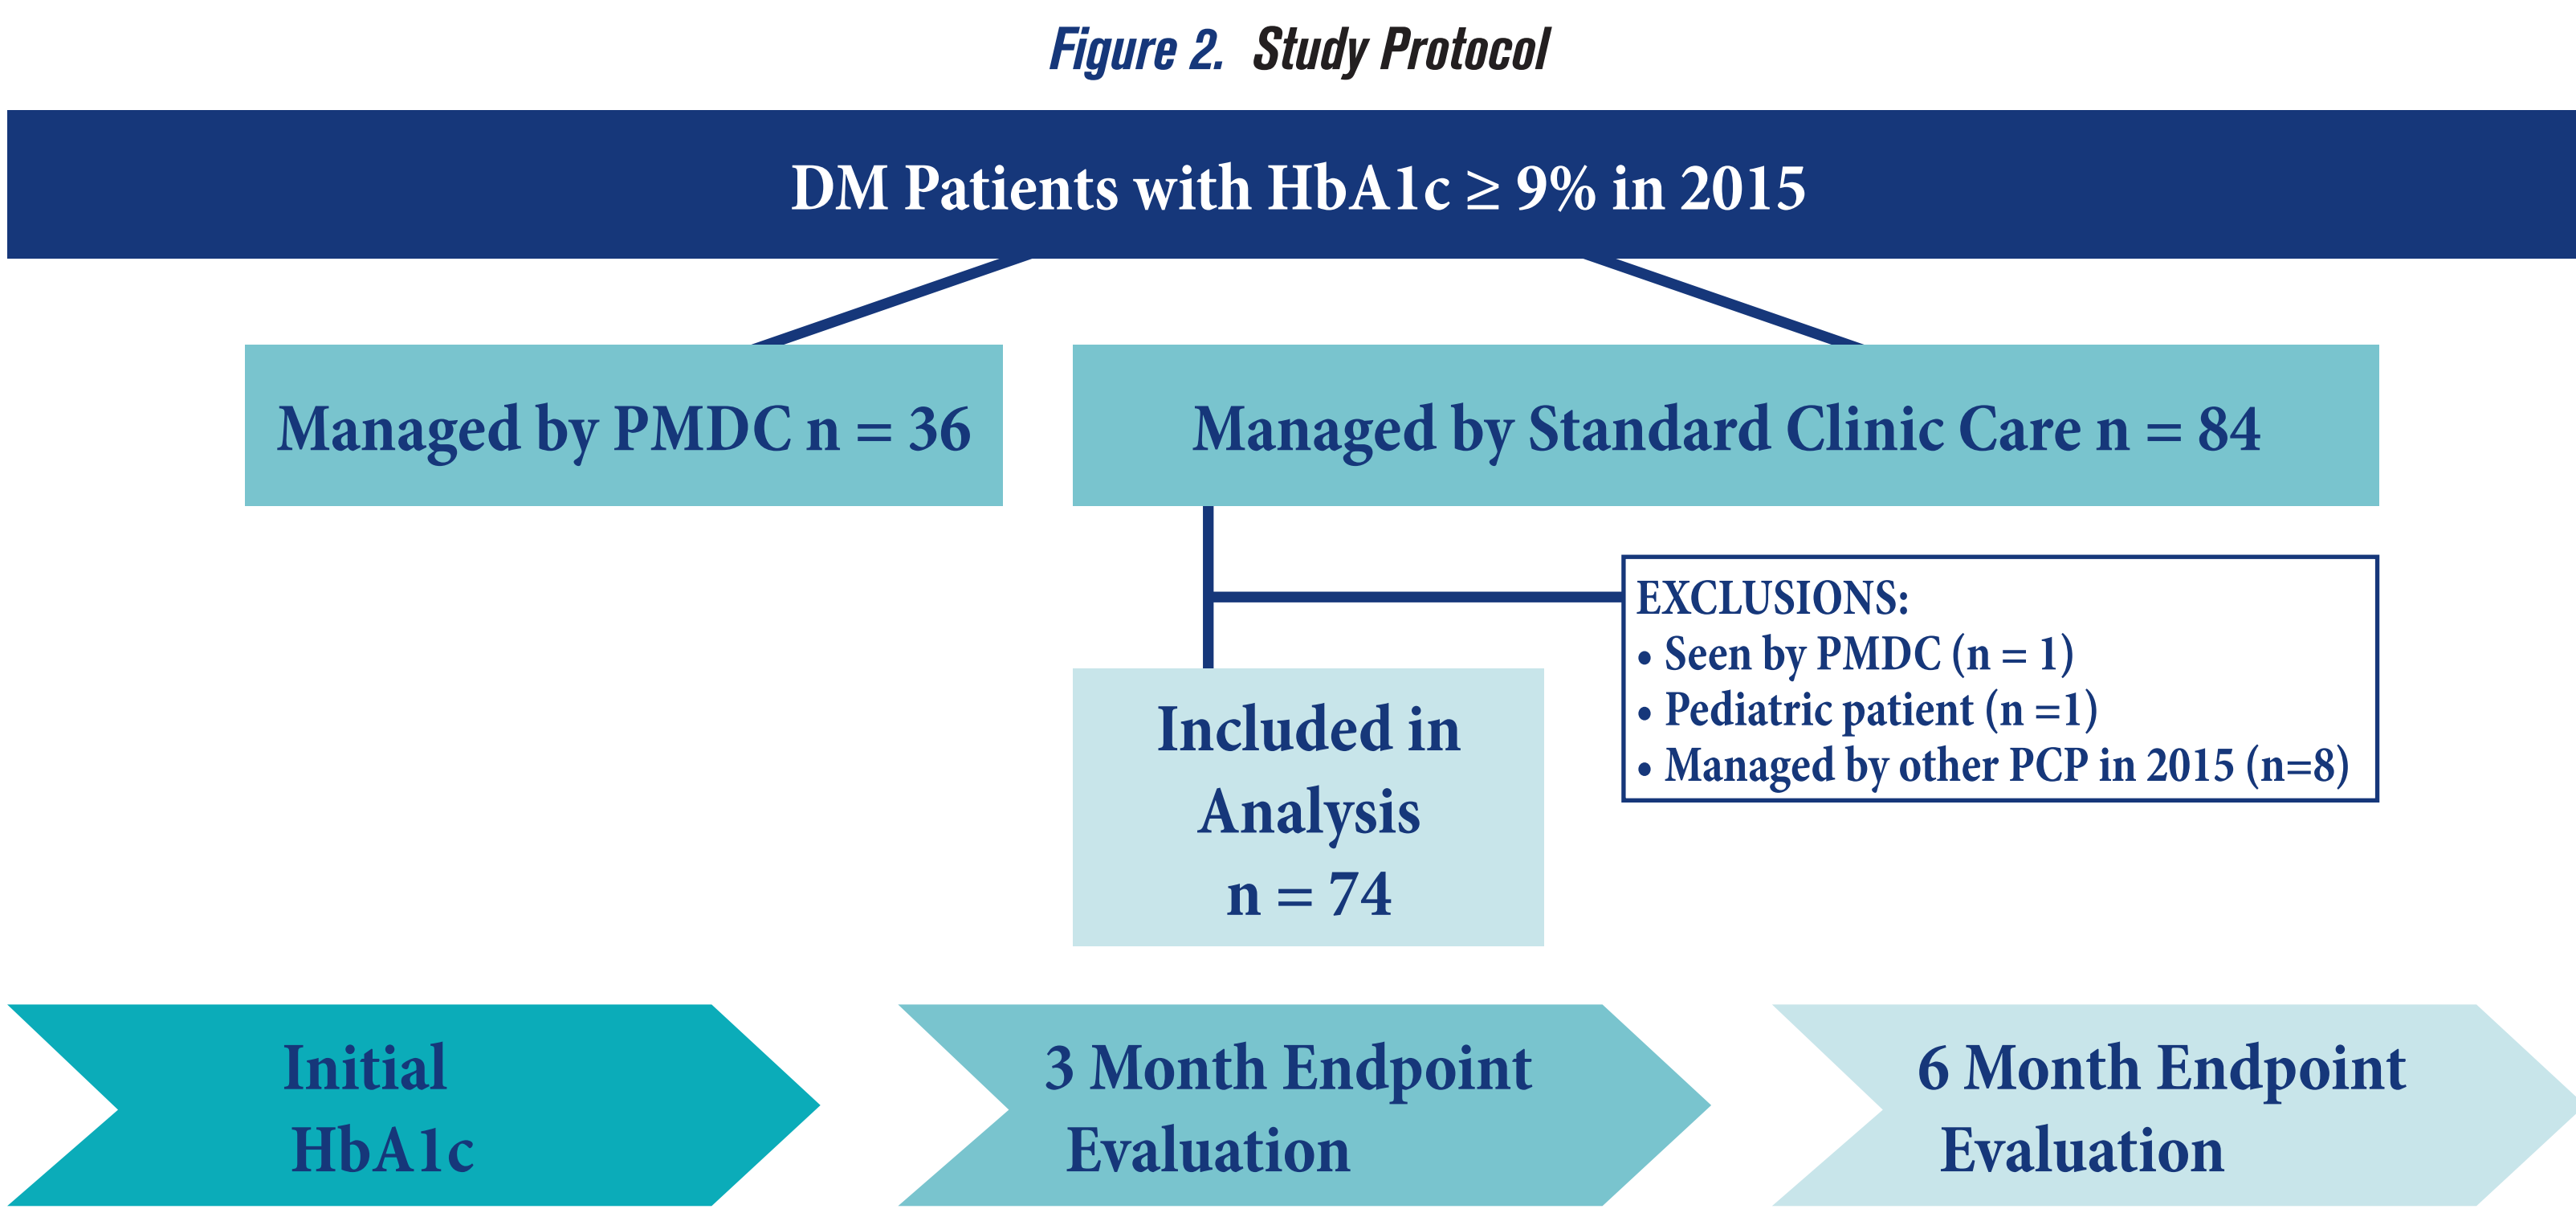 Figure 2. Study Protocol
DM Patients with HbA1c ≥ 9% in 2015
Managed by PMDC n = 36
Managed by Standard Clinic Care n = 84
EXCLUSIONS:
• Seen by PMDC (n = 1)
• Pediatric patient (n =1)
• Managed by other PCP in 2015 (n=8)
Included in
Analysis
n = 74
Initial
HbA1c
3 Month Endpoint
Evaluation
6 Month Endpoint
Evaluation